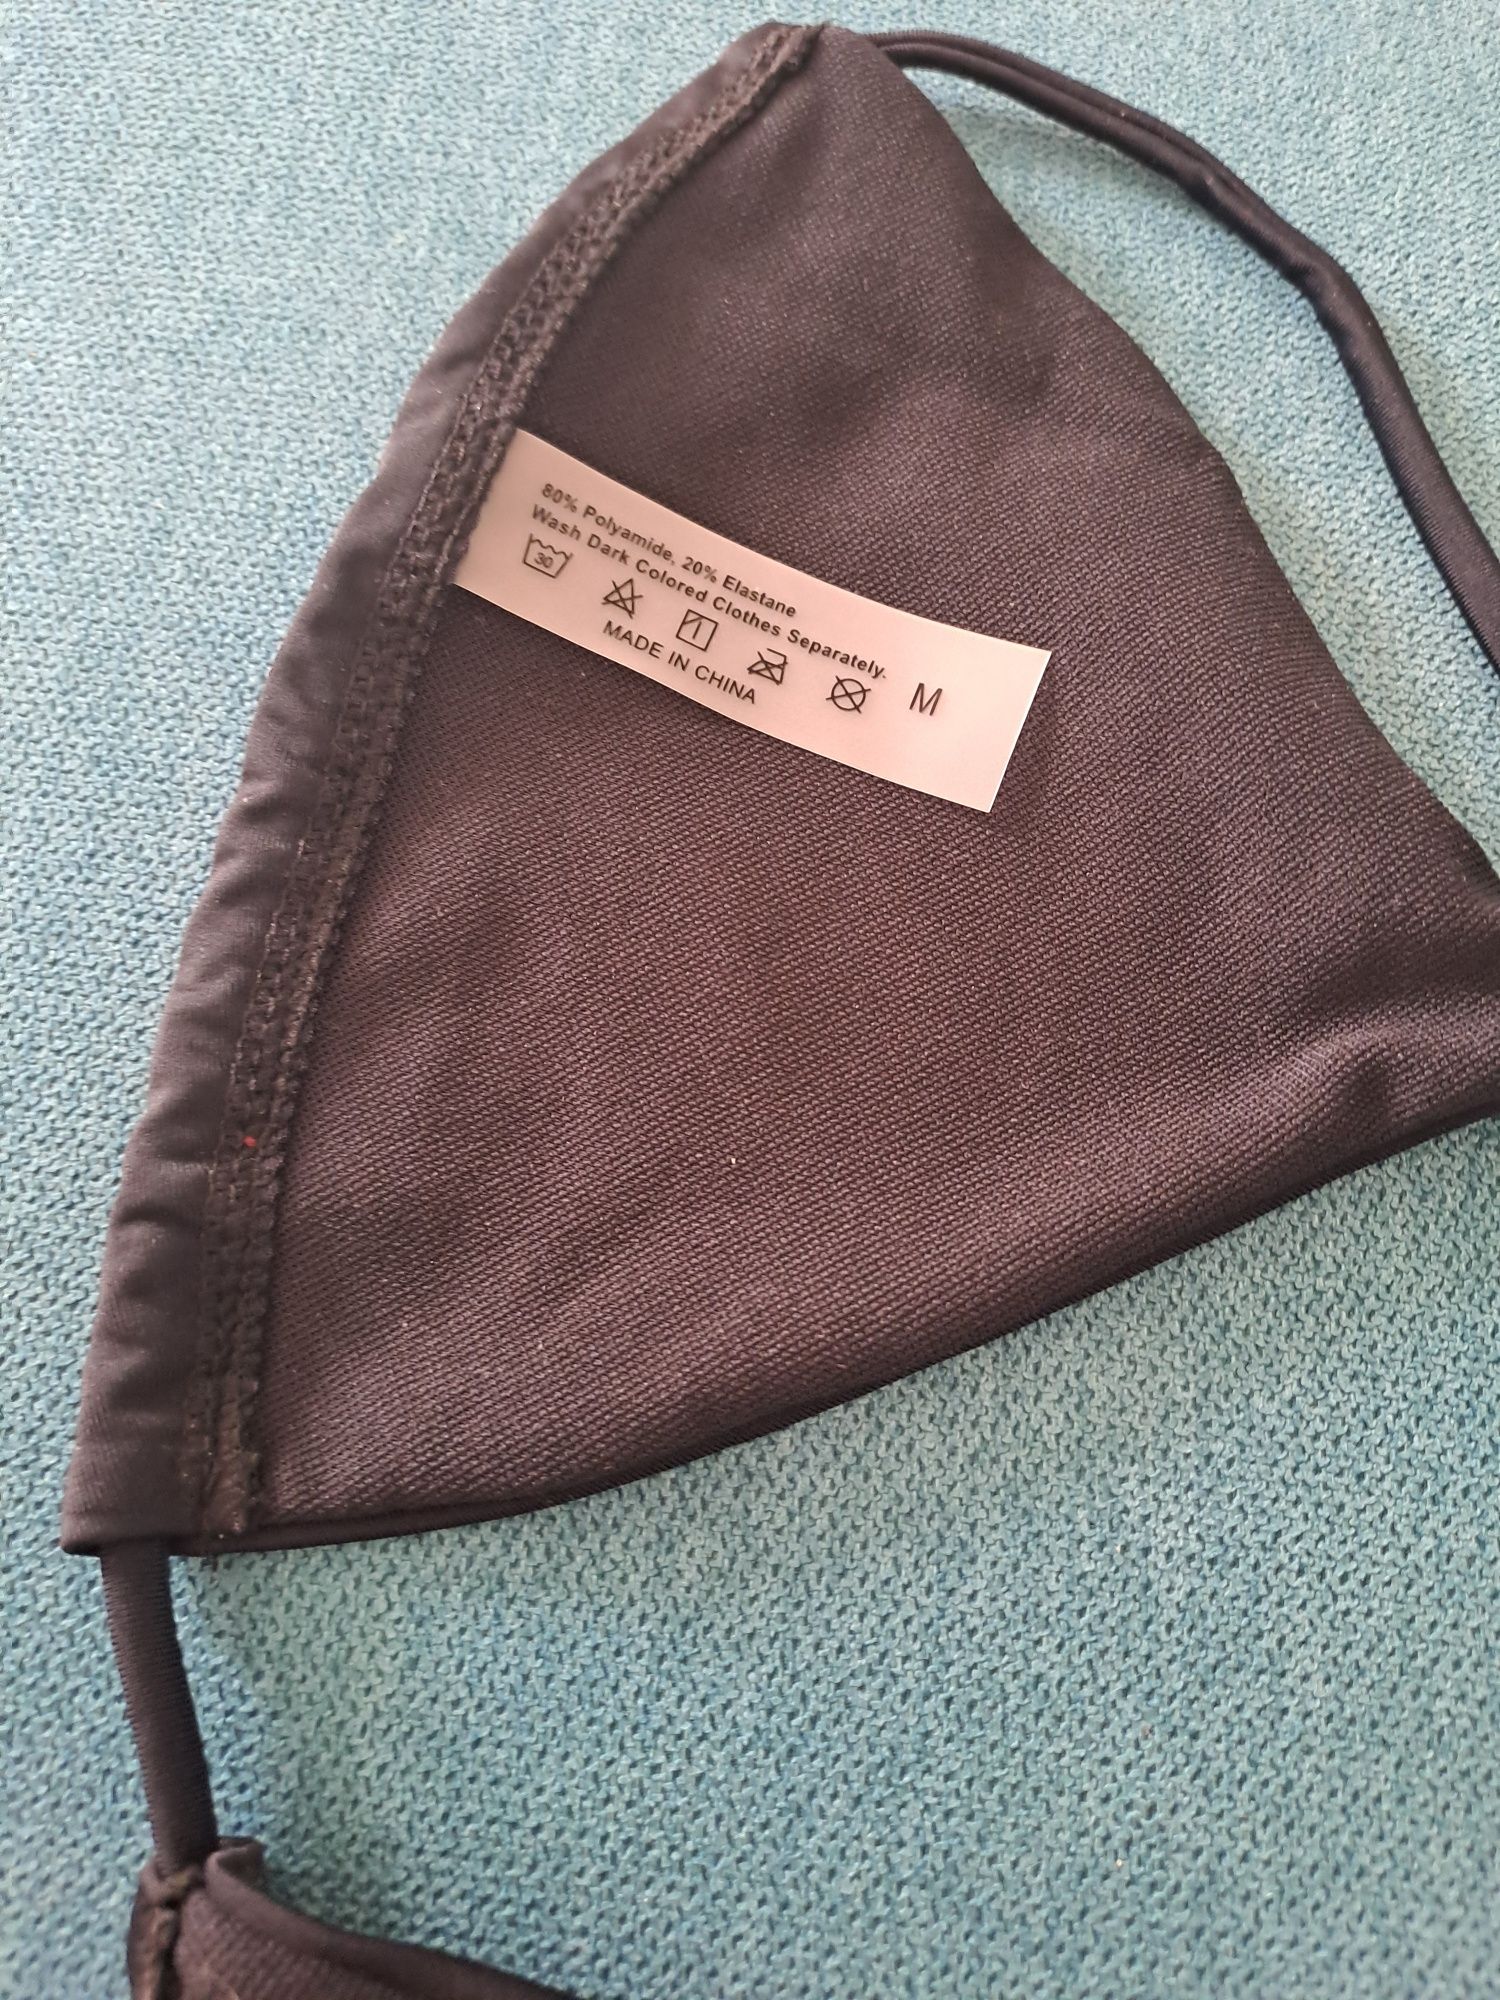 80% Polyamide, 20% Elastane
Wash Dark Colored Clothes Separately.
30
M
MADE IN CHINA